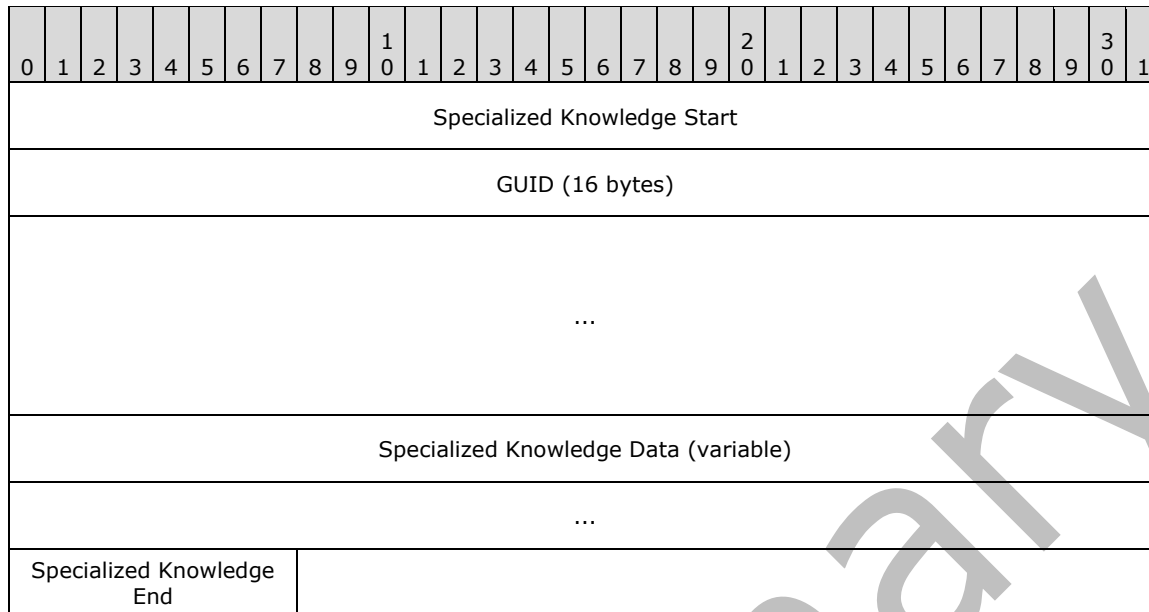 1 2 3
0 1 2 3 4 5 6 7 8 9 0 1 2 3 4 5 6 7 8 9 0 1 2 3 4 5 6 7 8 9 0 1
Specialized Knowledge Start
GUID (16 bytes)
...
Specialized Knowledge Data (variable)
...
Specialized Knowledge
End
ary